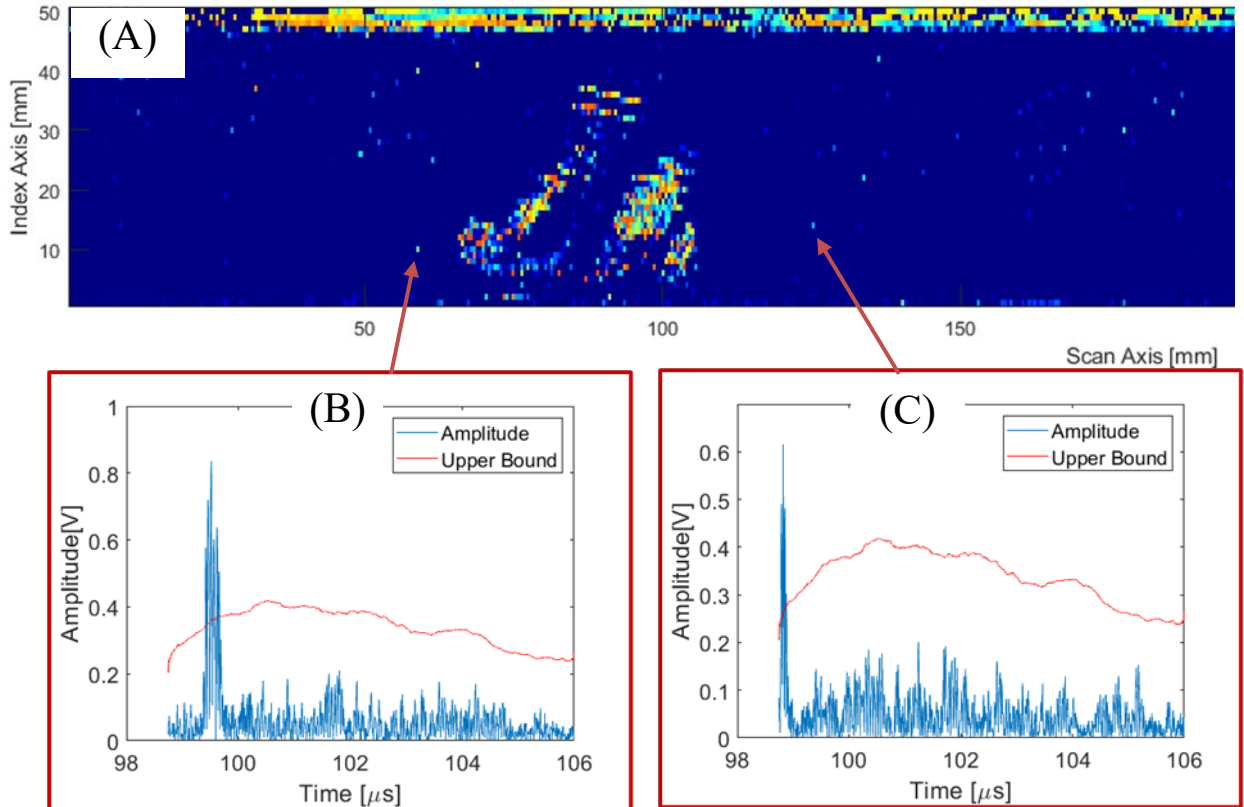 (A)
Index Axis [mm]
50
40
30
20
10
50
100
150
Scan Axis [mm]
(B)
Amplitude
Upper Bound
Amplitude[V]
1
0.8
0.6
0.4
0.2
0
98
100
102
104
106
Time [μs]
(C)
Amplitude
Upper Bound
Amplitude[V]
0.6
0.5
0.4
0.3
0.2
0.1
0
98
100
102
104
106
Time [μs]